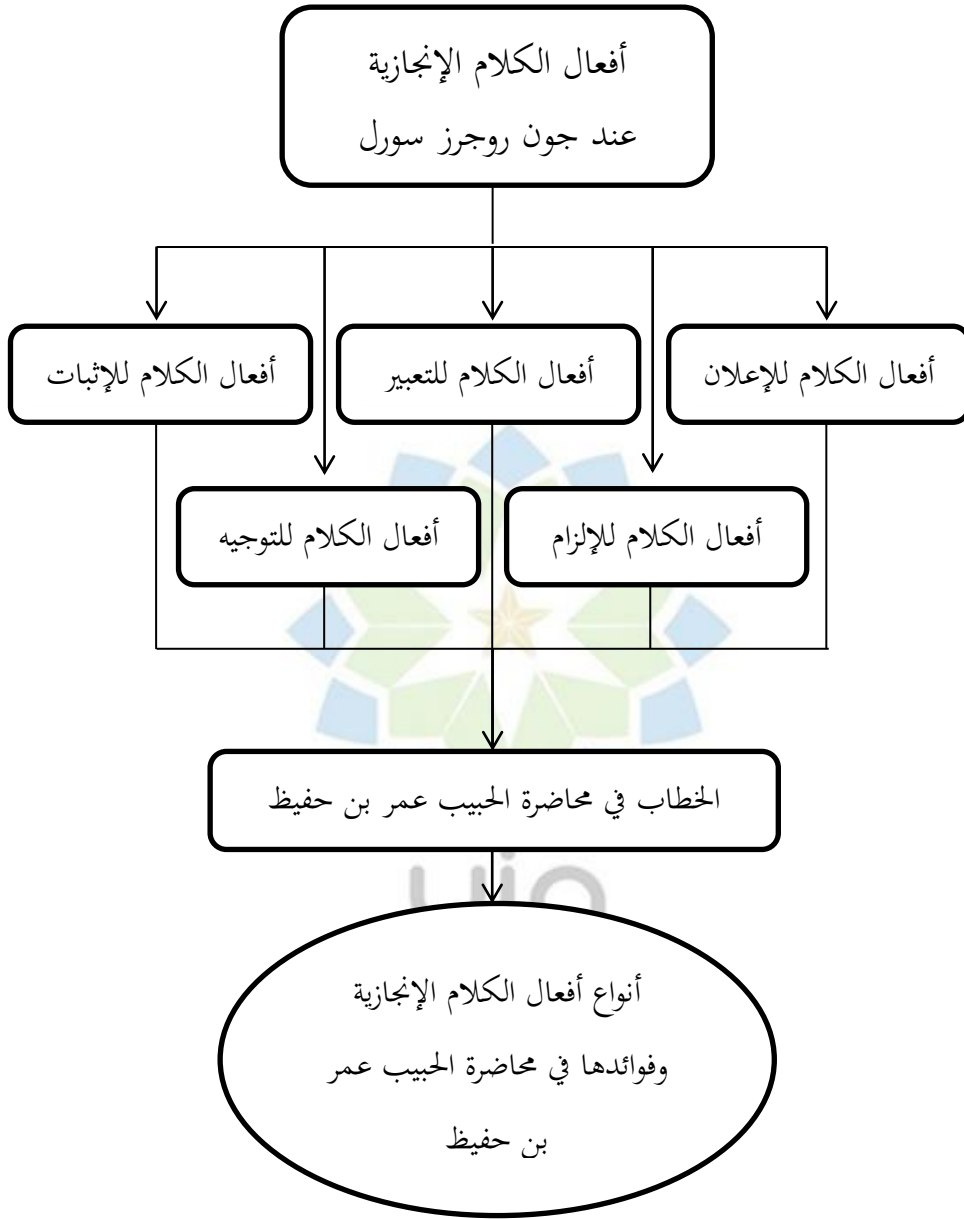 أفعال الكلام الإنجازية
عند جون روجرز سورل
أفعال الكلام للإعلان
أفعال الكلام للتعبير
أفعال الكلام للإثبات
أفعال الكلام للإلزام
أفعال الكلام للتوجيه
الخطاب في محاضرة الحبيب عمر بن حفيظ
uin
أنواع أفعال الكلام الإنجازية
وفوائدها في محاضرة الحبيب عمر
بن حفيظ